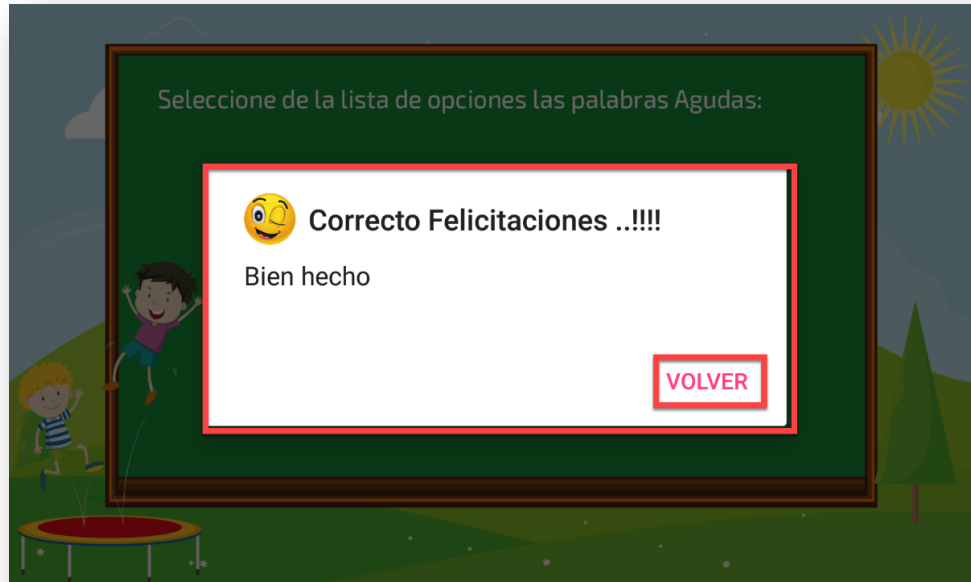 Seleccione de la lista de opciones las palabras Agudas:
Correcto Felicitaciones ..!!!!
Bien hecho
VOLVER